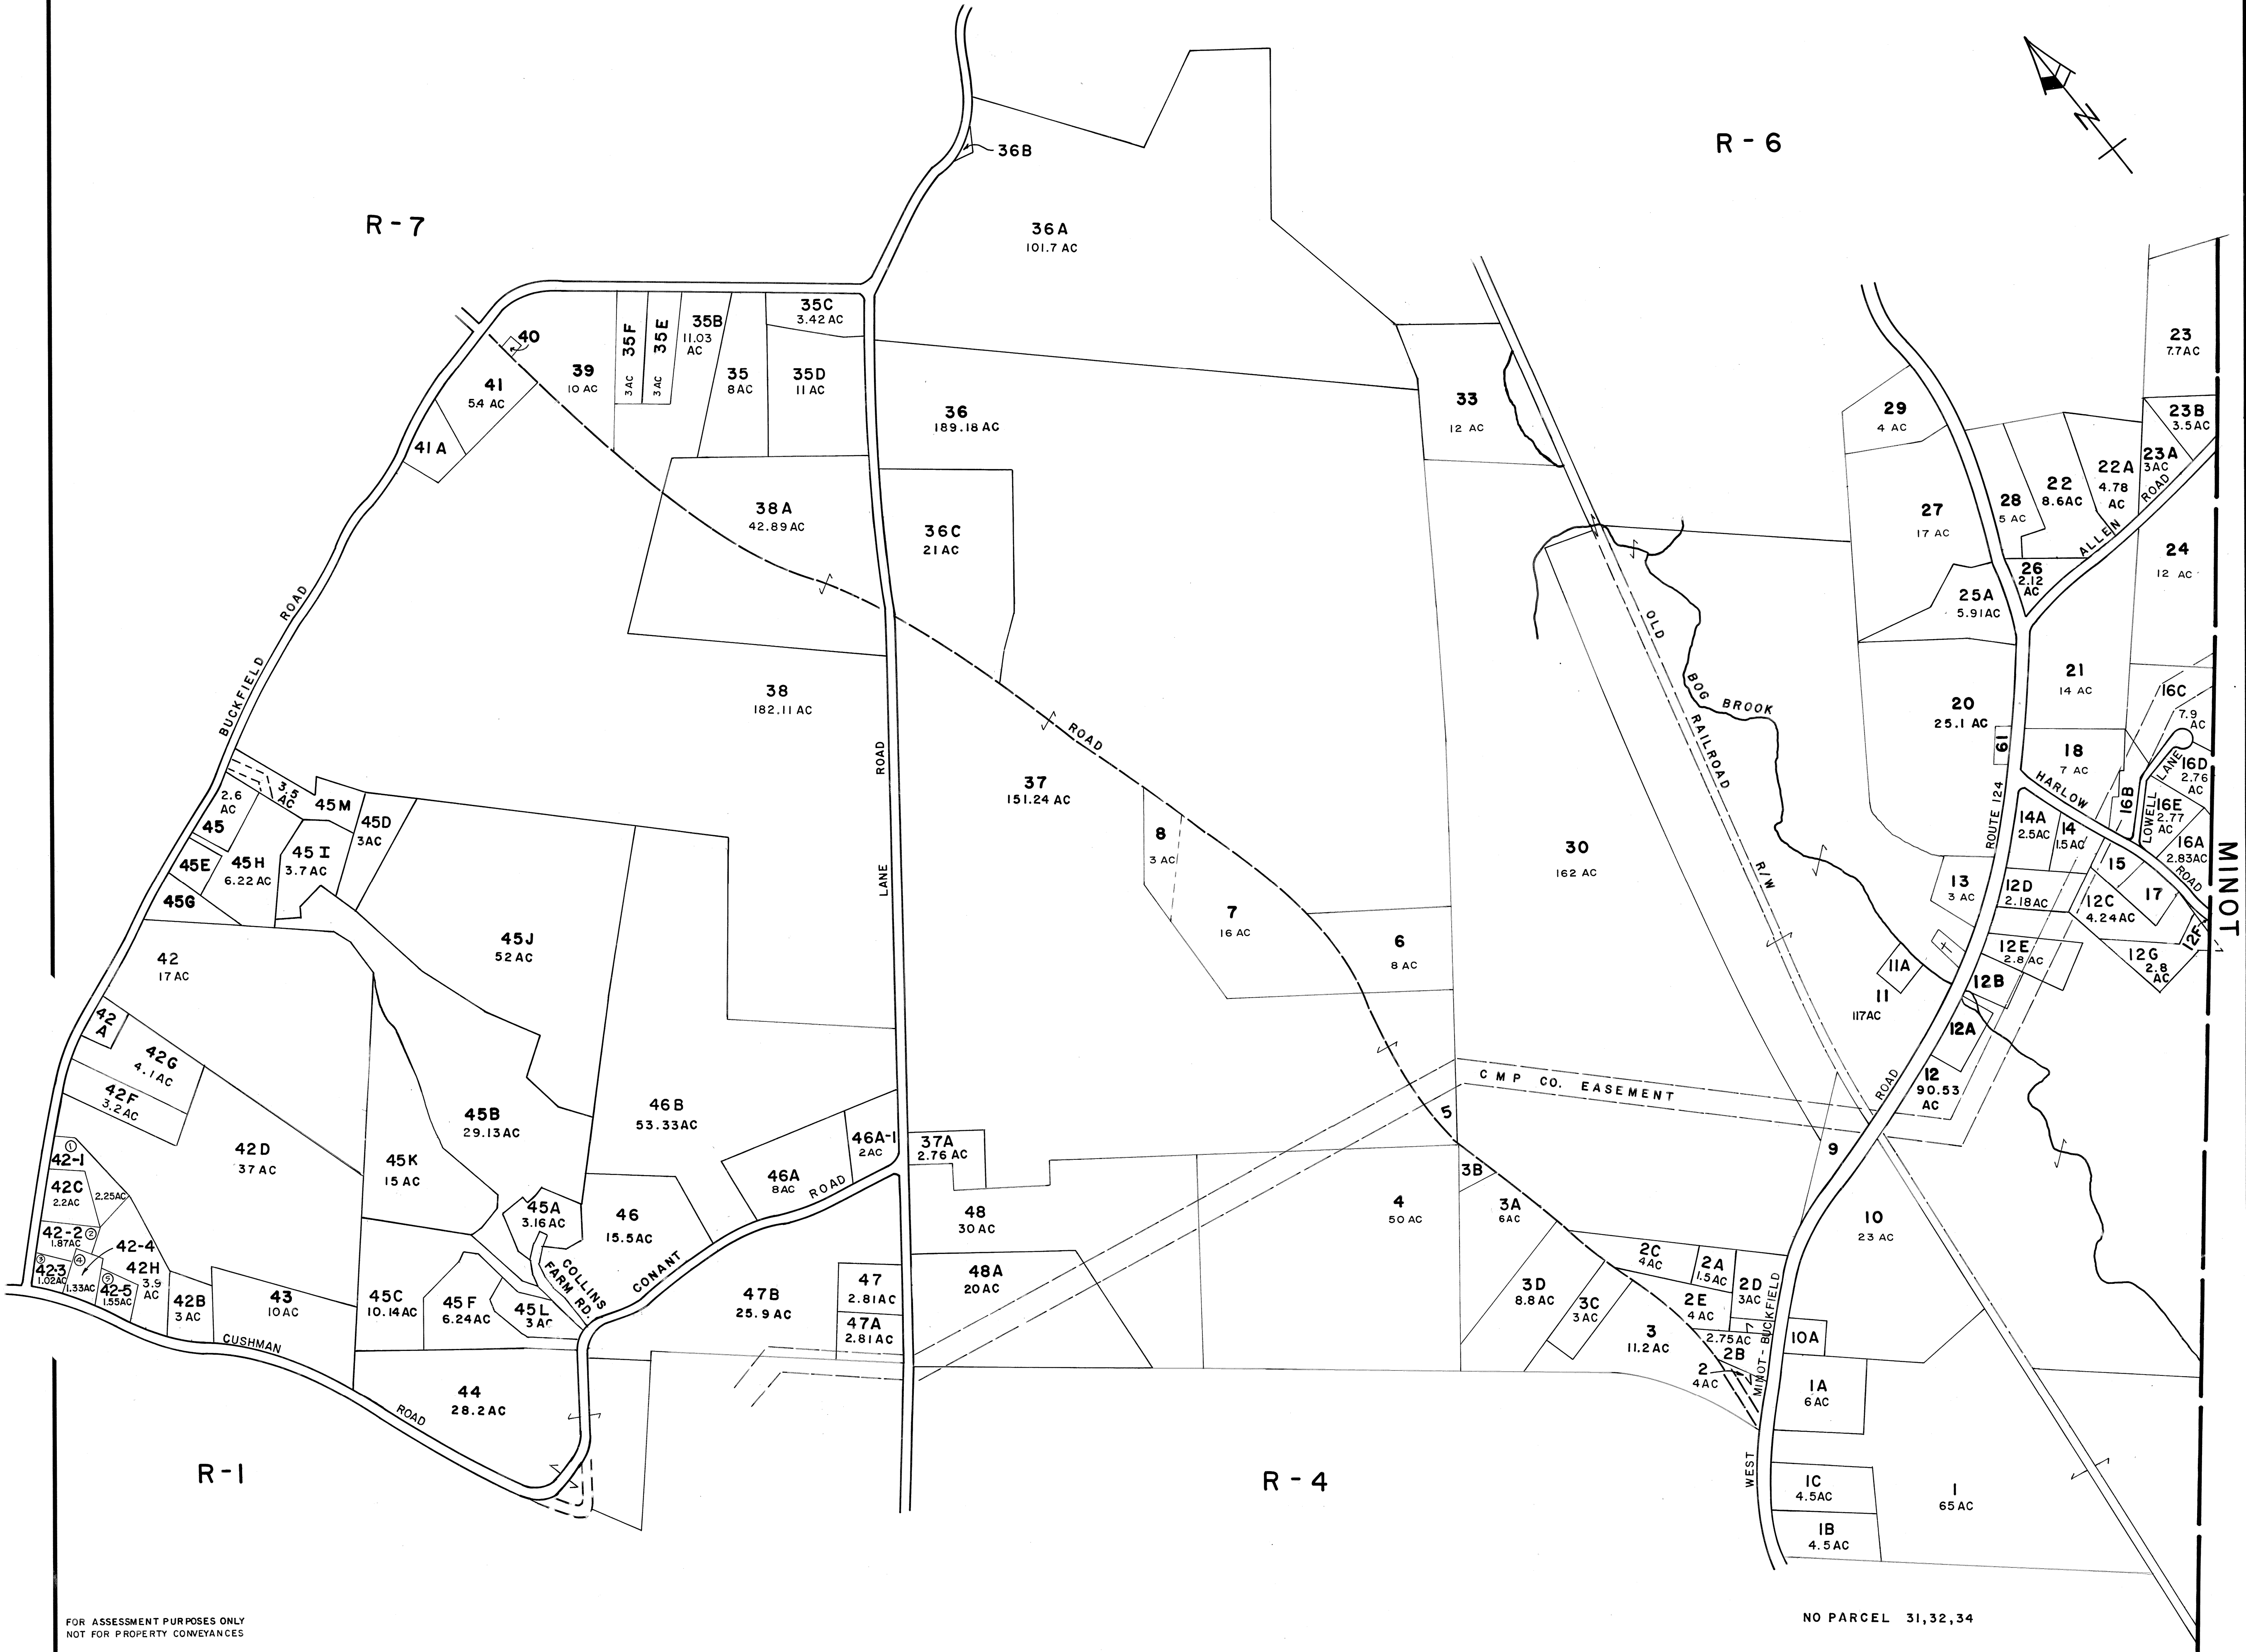 36B
R - 6
R - 7
36A
101.7 AC
40
35F
3 AC
35E
3 AC
35B
11.03
AC
35C
3.42 AC
39
10 AC
35
8 AC
35D
11 AC
41
5.4 AC
41A
36
189.18 AC
33
12 AC
23
7.7 AC
29
4 AC
23B
3.5 AC
23A
3 AC
22A
4.78
AC
22
8.6 AC
28
5 AC
27
17 AC
ALLEN ROAD
24
12 AC
38A
42.89 AC
36C
21 AC
26
2.12
AC
25A
5.91 AC
BUCKFIELD ROAD
38
182.11 AC
LANE ROAD
ROAD
OLD RAILROAD R/W
BOG BROOK
20
25.1 AC
21
14 AC
16C
7.9
AC
19
18
7 AC
HARLOW ROAD
LOWELL LANE
16D
2.76
AC
16B
16E
2.77
AC
16A
2.83 AC
MINOT
37
151.24 AC
ROUTE 124
14A
2.5 AC
14
1.5 AC
15
17
3.5
AC
45M
2.6
AC
45
45D
3 AC
45E
45H
6.22 AC
45I
3.7 AC
45G
8
3 AC
30
162 AC
13
3 AC
12D
2.18 AC
12C
4.24 AC
12F
7
16 AC
6
8 AC
45J
52 AC
42
17 AC
11A
11
117 AC
12E
2.8 AC
12G
2.8
AC
12B
12A
12
90.53
AC
42
A
42G
4.1 AC
42F
3.2 AC
CMP CO. EASEMENT
5
45B
29.13 AC
46B
53.33 AC
46A-1
2 AC
37A
2.76 AC
9
42D
37 AC
45K
15 AC
46A
8 AC
CONANT ROAD
3B
1
42-1
42C
2.2 AC
2.25 AC
42-2
2
1.87 AC
45A
3.16 AC
46
15.5 AC
48
30 AC
4
50 AC
3A
6 AC
10
23 AC
3
42-3
1.02 AC
4
42-4
1.33 AC
5
42-5
1.55 AC
42H
3.9
AC
42B
3 AC
43
10 AC
45C
10.14 AC
45F
6.24 AC
45L
3 AC
COLLINS
FARM RD.
47B
25.9 AC
47
2.81 AC
47A
2.81 AC
48A
20 AC
3D
8.8 AC
3C
3 AC
3
11.2 AC
2C
4 AC
2A
1.5 AC
2D
3 AC
2E
4 AC
2.75 AC
2B
2
4 AC
10A
1A
6 AC
WEST MINOT-BUCKFIELD ROAD
CUSHMAN ROAD
44
28.2 AC
R - 1
R - 4
1C
4.5 AC
1B
4.5 AC
1
65 AC
FOR ASSESSMENT PURPOSES ONLY
NOT FOR PROPERTY CONVEYANCES
NO PARCEL 31,32,34
N